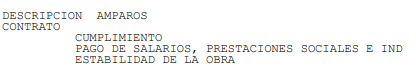 DESCRIPCION AMPAROS
CONTRATO
CUMPLIMIENTO
PAGO DE SALARIOS, PRESTACIONES SOCIALES E IND
ESTABILIDAD DE LA OBRA